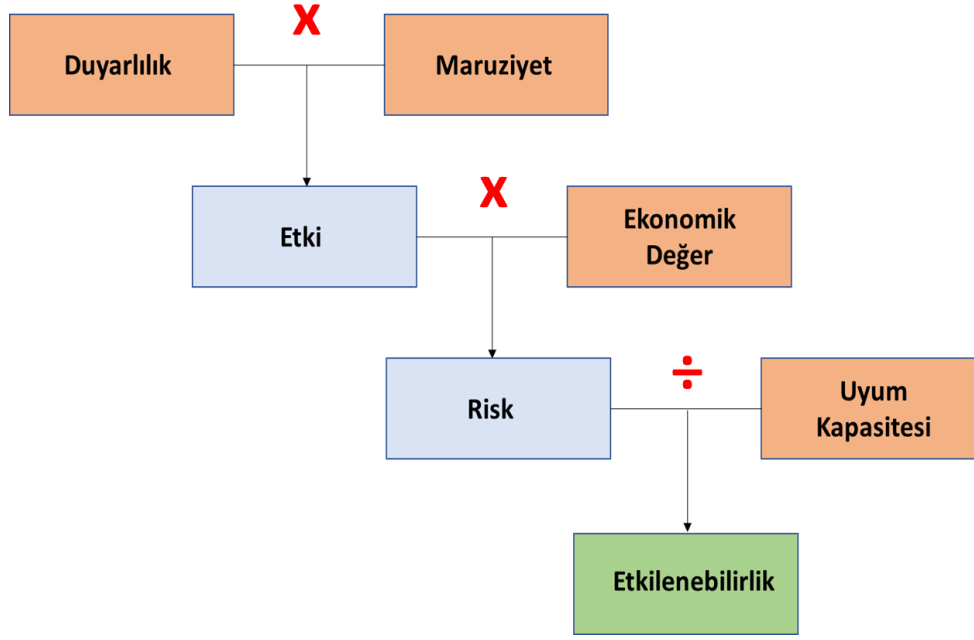 X
Duyarlılık
Maruziyet
X
Etki
Ekonomik
Değer
÷
Risk
Uyum
Kapasitesi
Etkilenebilirlik